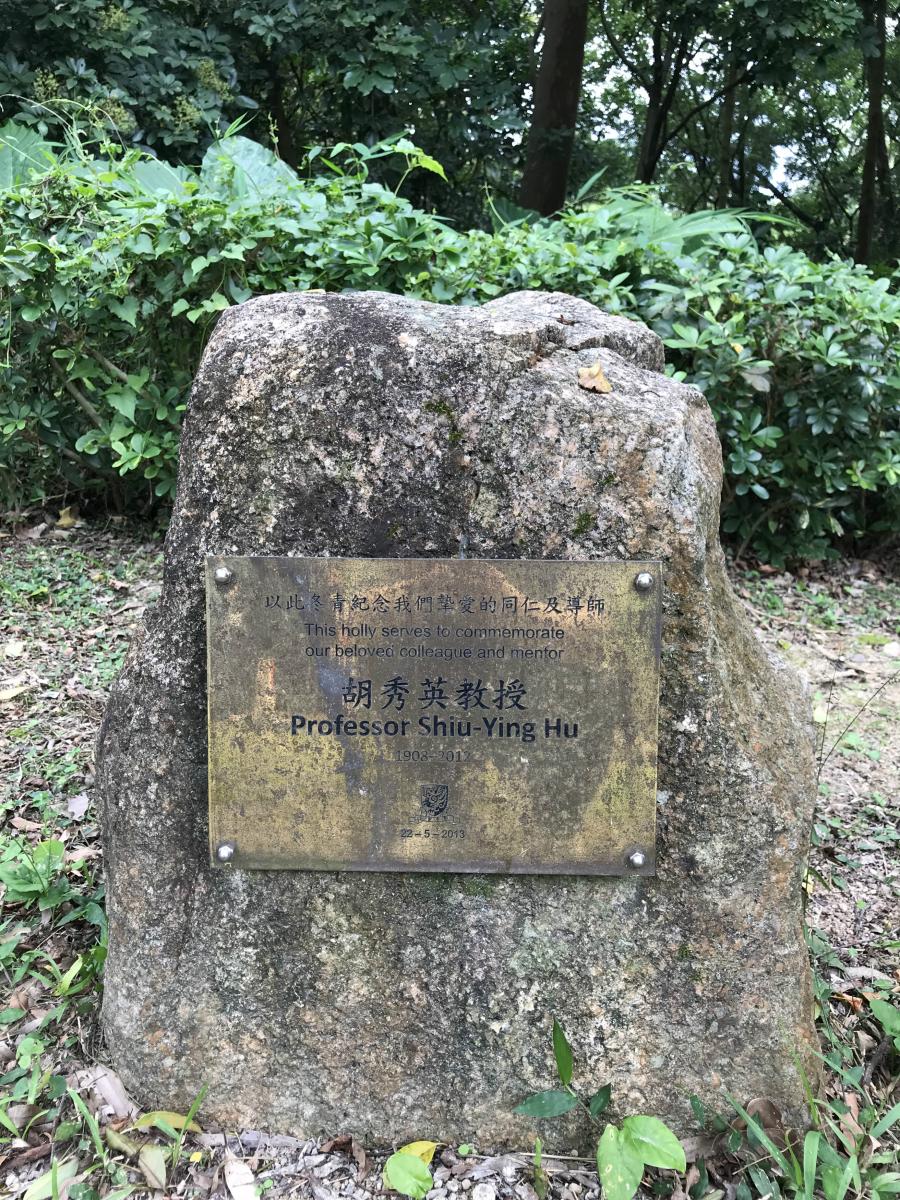 以此冬青紀念我們摯愛的同仁及導師
This holly serves to commemorate
our beloved colleague and mentor
胡秀英教授
Professor Shiu-Ying Hu
1908-2012
22-5-2013